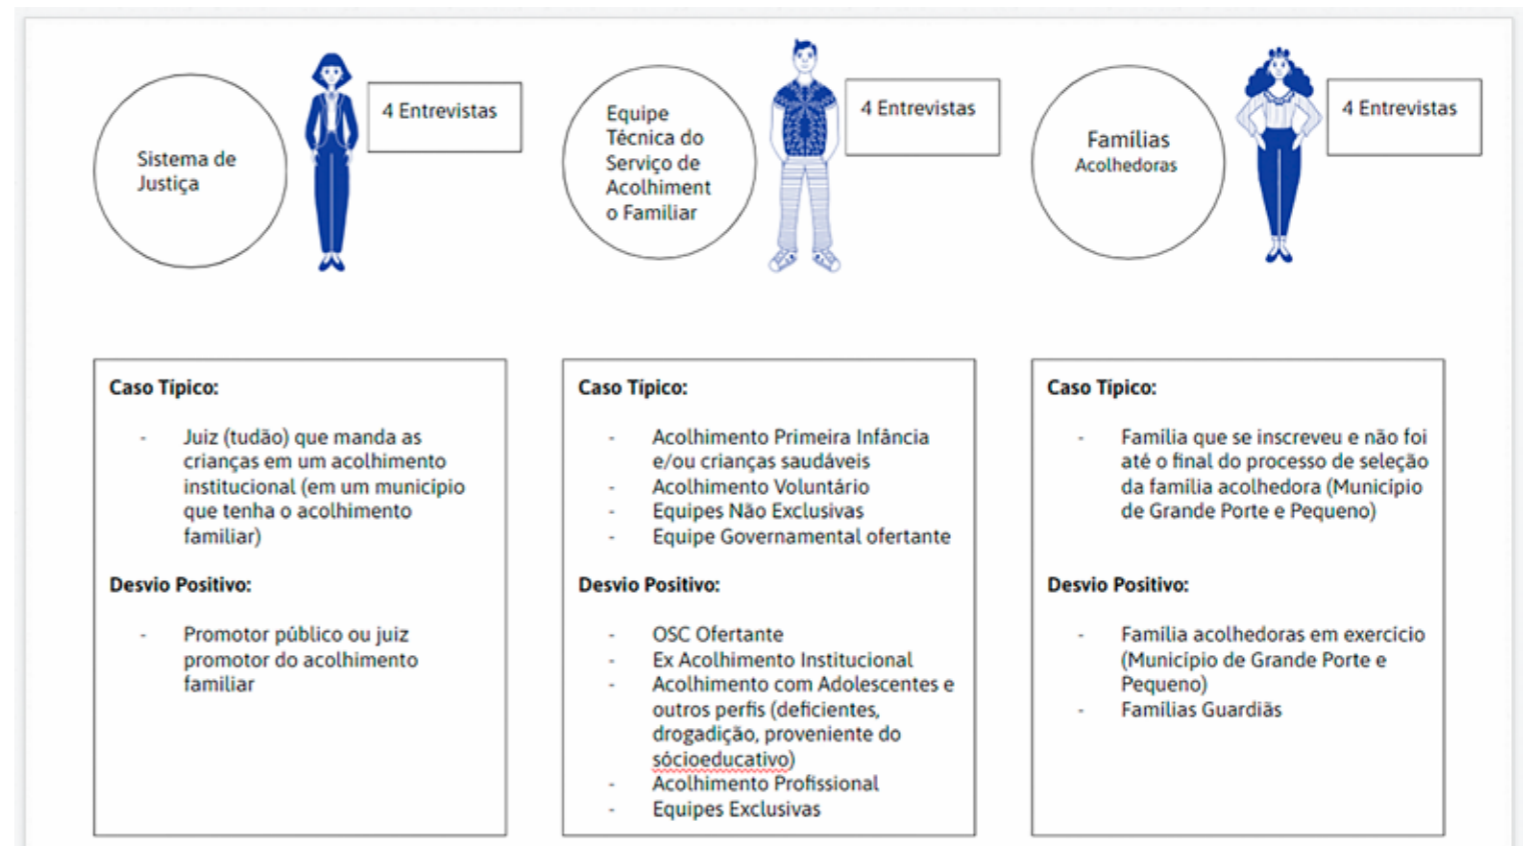 Sistema de
Justiça
4 Entrevistas
Equipe
Técnica do
Serviço de
Acolhiment
o Familiar
4 Entrevistas
Famílias
Acolhedoras
4 Entrevistas
Caso Típico:
- Juiz (tudão) que manda as
crianças em um acolhimento
institucional (em um município
que tenha o acolhimento
familiar)
Desvio Positivo:
- Promotor público ou juiz
promotor do acolhimento
familiar
Caso Típico:
- Acolhimento Primeira Infância
e/ou crianças saudáveis
- Acolhimento Voluntário
- Equipes Não Exclusivas
- Equipe Governamental ofertante
Desvio Positivo:
- OSC Ofertante
- Ex Acolhimento Institucional
- Acolhimento com Adolescentes e
outros perfis (deficientes,
drogadição, proveniente do
sócioeducativo)
- Acolhimento Profissional
- Equipes Exclusivas
Caso Típico:
- Família que se inscreveu e não foi
até o final do processo de seleção
da família acolhedora (Município
de Grande Porte e Pequeno)
Desvio Positivo:
- Família acolhedoras em exercício
(Município de Grande Porte e
Pequeno)
- Famílias Guardiãs